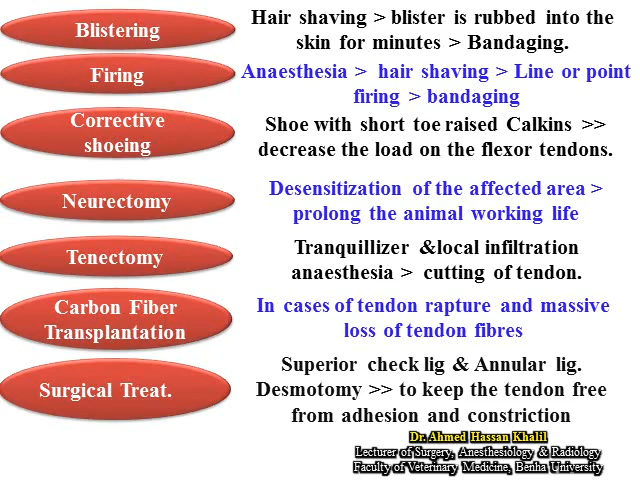 Blistering
Hair shaving > blister is rubbed into the
skin for minutes > Bandaging.
Firing
Anaesthesia > hair shaving > Line or point
firing > bandaging
Corrective
shoeing
Shoe with short toe raised Calkins >>
decrease the load on the flexor tendons.
Neurectomy
Desensitization of the affected area >
prolong the animal working life
Tenectomy
Tranquillizer &local infiltration
anaesthesia > cutting of tendon.
Carbon Fiber
Transplantation
In cases of tendon rapture and massive
loss of tendon fibres
Surgical Treat.
Superior check lig & Annular lig.
Desmotomy >> to keep the tendon free
from adhesion and constriction
Dr. Ahmed Hassan Khalil
Lecturer of Surgery, Anesthesiology & Radiology
Faculty of Veterinary Medicine, Benha University